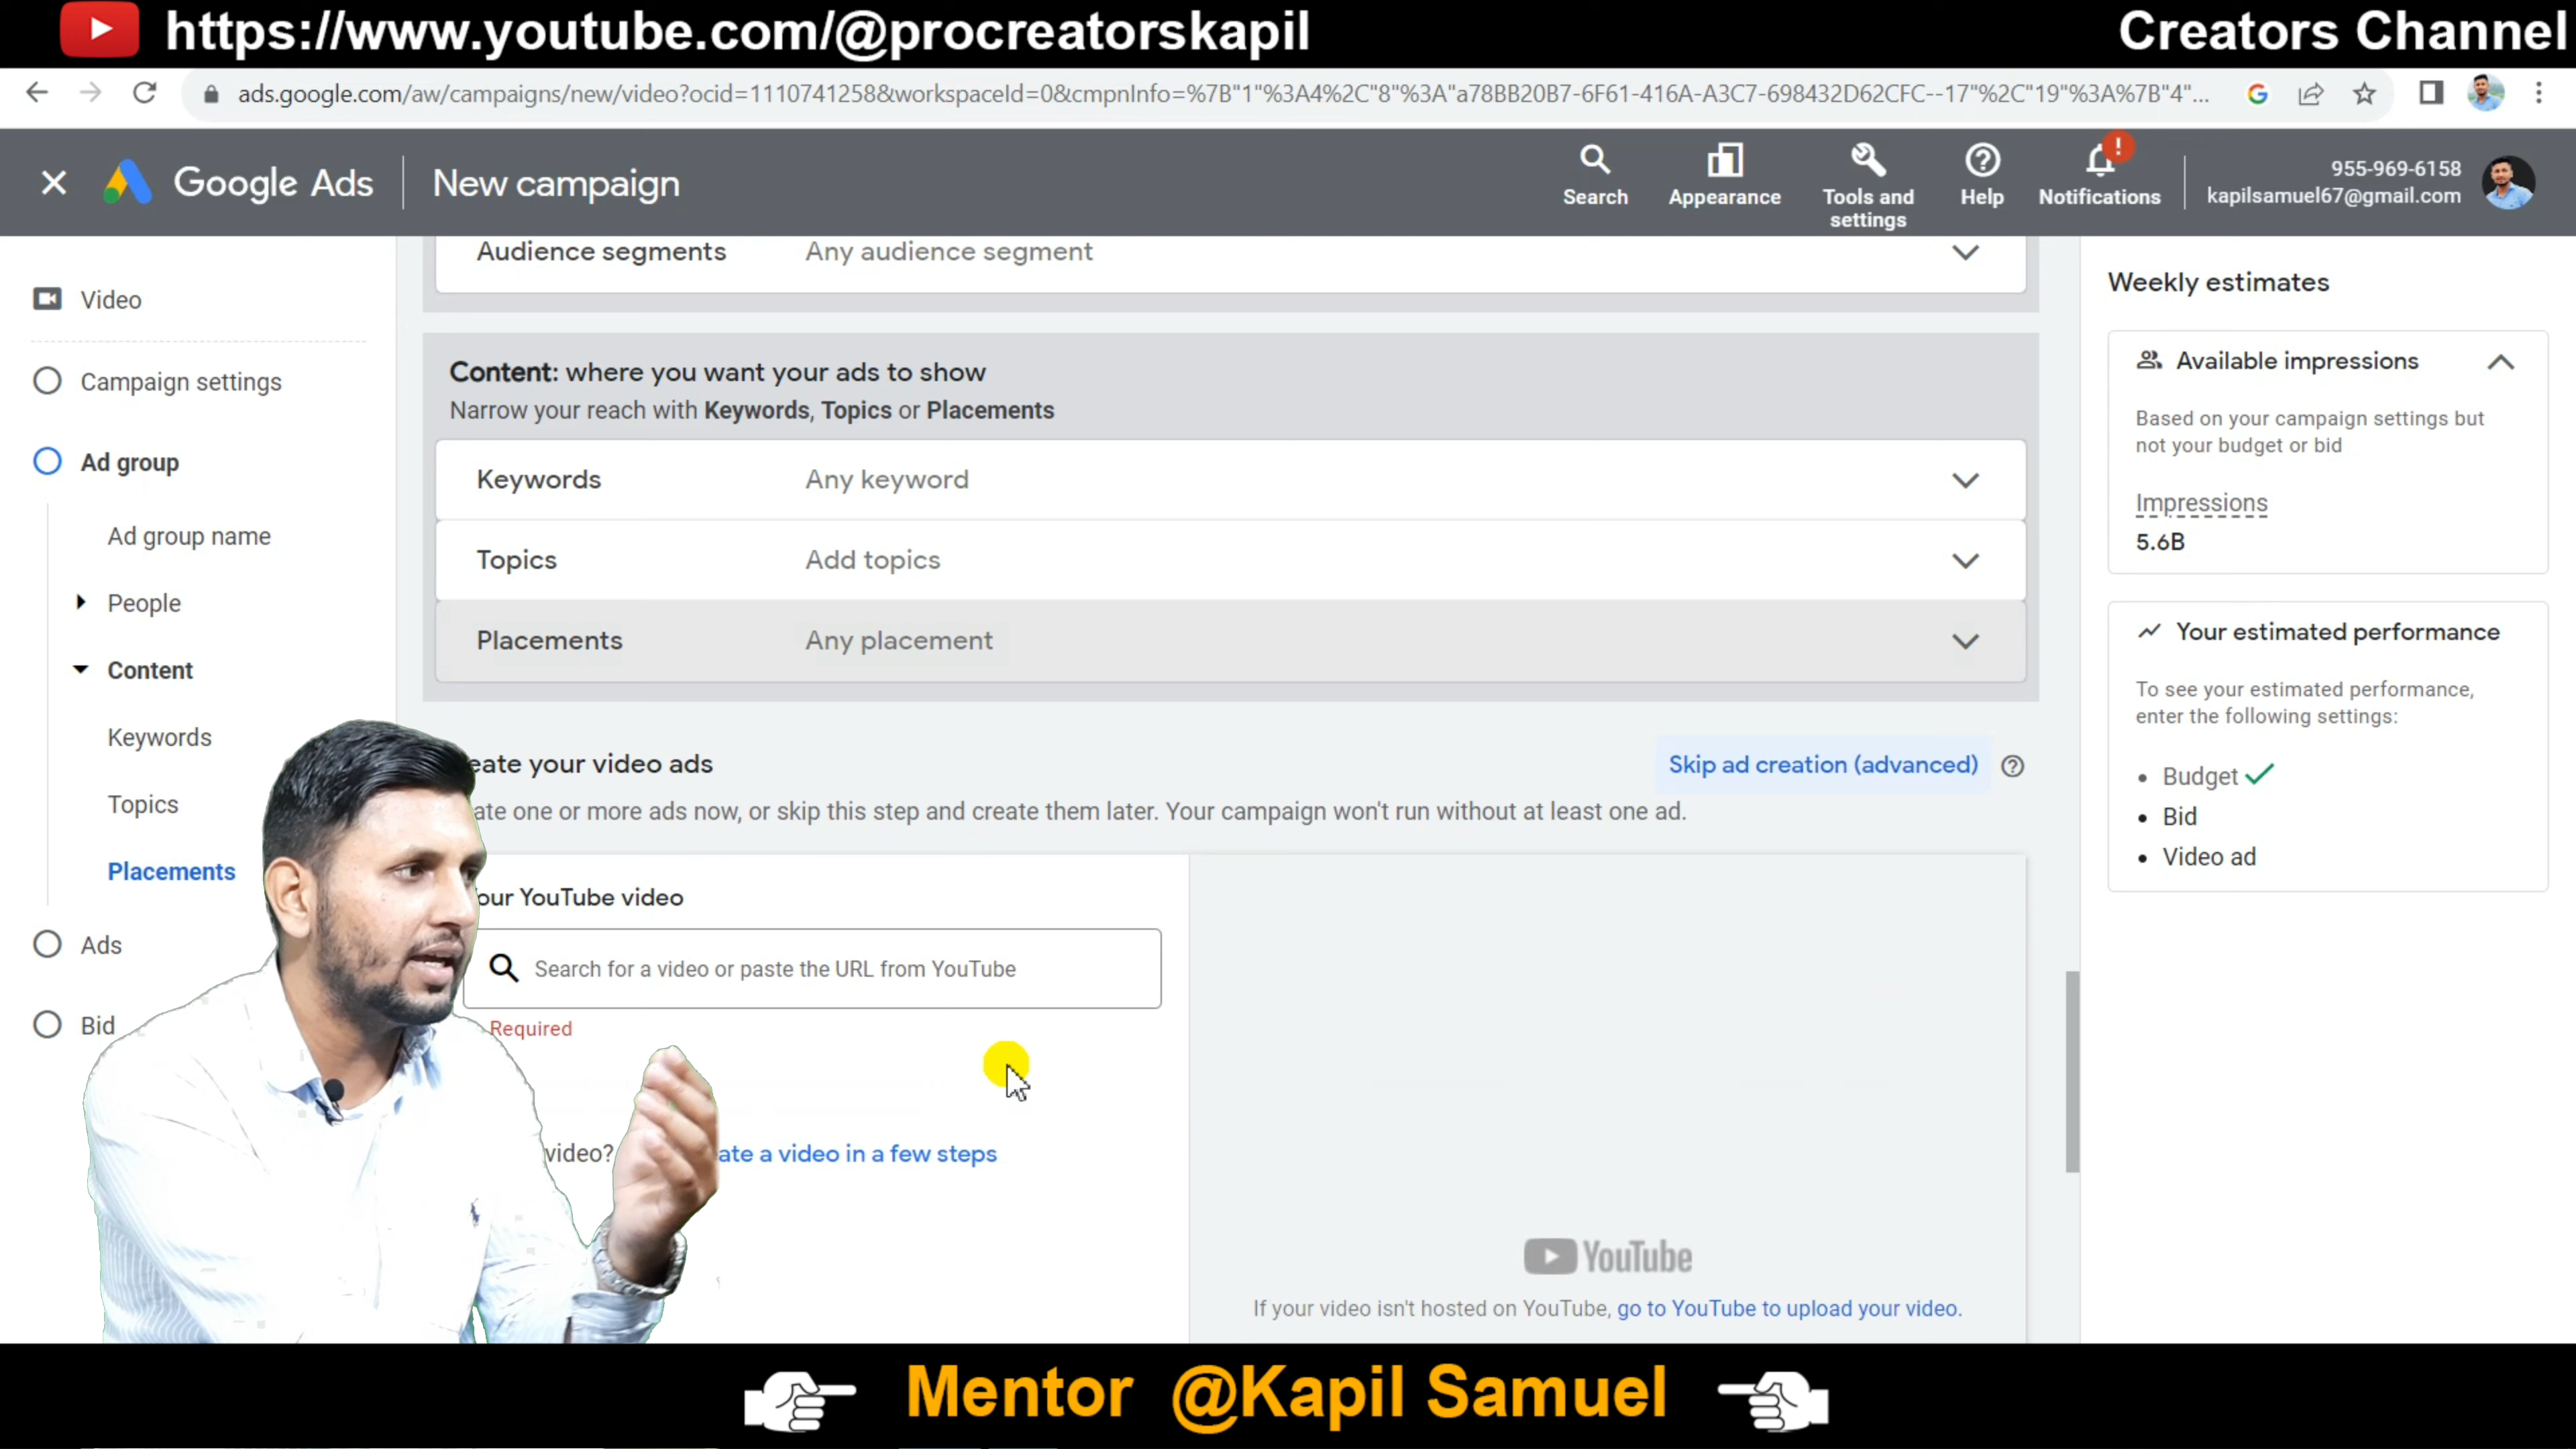 https://www.youtube.com/@procreatorskapil
Creators Channel
ads.google.com/aw/campaigns/new/video?ocid=1110741258&workspaceId=0&cmpnInfo=%7B"1"%3A4%2C"8"%3A"a78BB20B7-6F61-416A-A3C7-698432D62CFC--17"%2C"19"%3A%7B"4"...
Google Ads
New campaign
Search
Appearance
Tools and
settings
Help
Notifications
955-969-6158
kapilsamuel67@gmail.com
Video
Campaign settings
Ad group
Ad group name
People
Content
Keywords
Topics
Placements
Ads
Bid
Audience segments Any audience segment
Content: where you want your ads to show
Narrow your reach with Keywords, Topics or Placements
Keywords Any keyword
Topics Add topics
Placements Any placement
eate your video ads
Skip ad creation (advanced)
ate one or more ads now, or skip this step and create them later. Your campaign won't run without at least one ad.
our YouTube video
Search for a video or paste the URL from YouTube
Required
video?
ate a video in a few steps
YouTube
If your video isn't hosted on YouTube, go to YouTube to upload your video.
Weekly estimates
Available impressions
Based on your campaign settings but
not your budget or bid
Impressions
5.6B
Your estimated performance
To see your estimated performance,
enter the following settings:
• Budget
• Bid
• Video ad
Mentor @Kapil Samuel